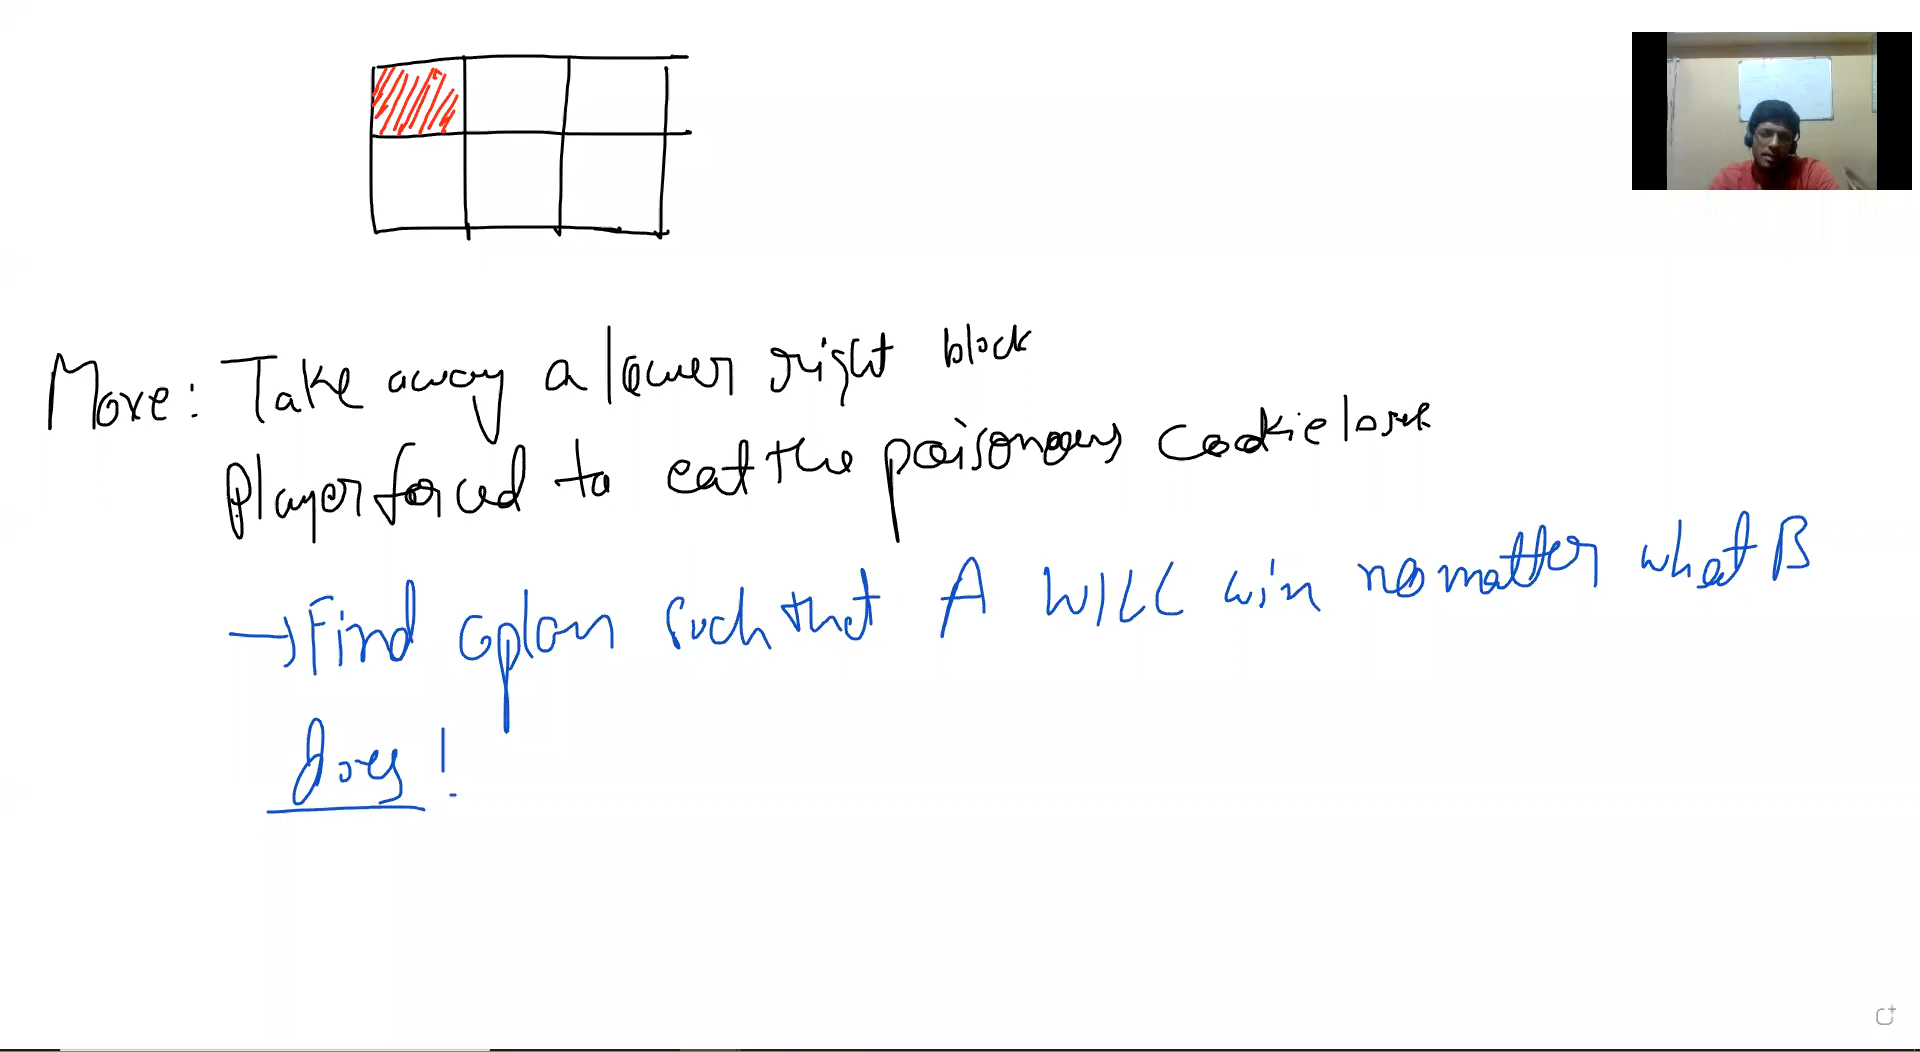 Move: Take away a lower right block
Player forced to eat the poisonous cookie loses
→ Find a plan such that A WILL win no matter what B
does!